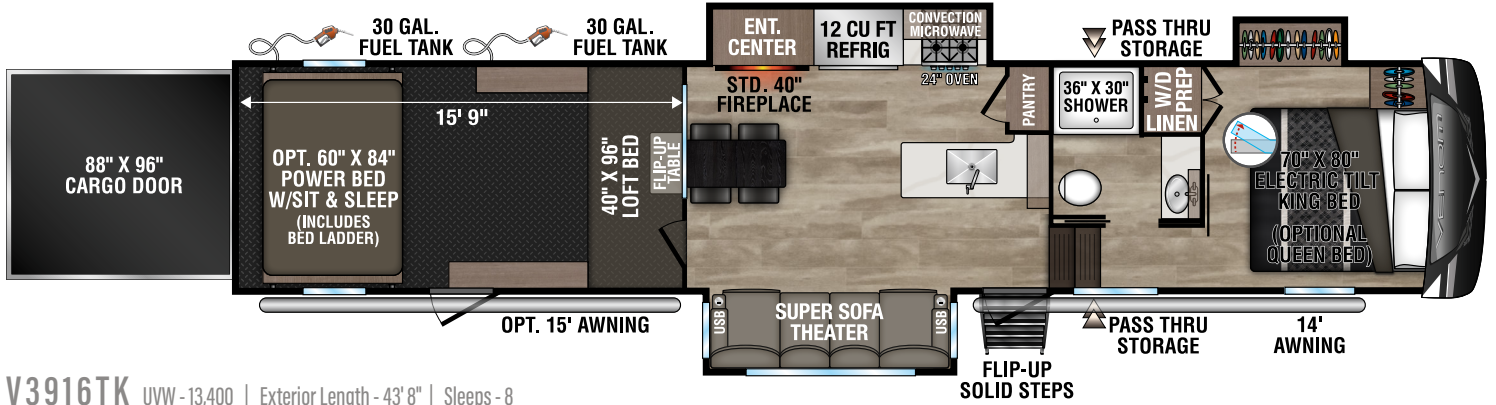 30 GAL.
FUEL TANK
30 GAL.
FUEL TANK
ENT.
CENTER
12 CU FT
REFRIG
CONVECTION
MICROWAVE
24" OVEN
PASS THRU
STORAGE
STD. 40"
FIREPLACE
PANTRY
36" X 30"
SHOWER
W/D
PREP
LINEN
88" X 96"
CARGO DOOR
15' 9"
OPT. 60" X 84"
POWER BED
W/SIT & SLEEP
(INCLUDES
BED LADDER)
40" X 96"
LOFT BED
FLIP-UP
TABLE
70" X 80"
ELECTRIC TILT
KING BED
(OPTIONAL
QUEEN BED)
VENOM
OPT. 15' AWNING
USB
SUPER SOFA
THEATER
USB
FLIP-UP
SOLID STEPS
PASS THRU
STORAGE
14'
AWNING
V3916TK UVW - 13,400 | Exterior Length - 43' 8" | Sleeps - 8